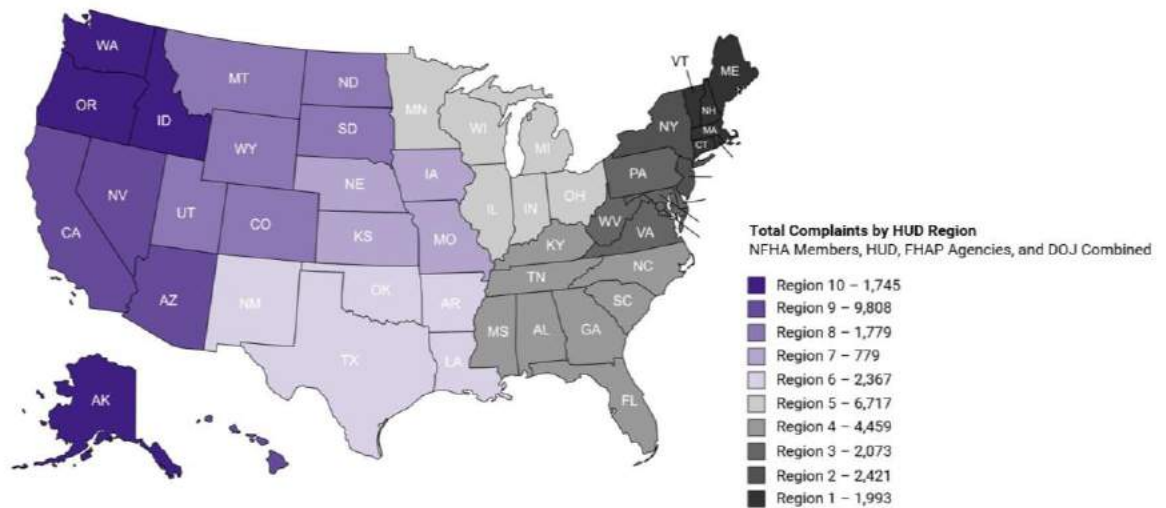 WA
MT
ND
MN
VT
ME
OR
ID
SD
WI
MI
NY
NH
MA
CT
WY
NE
IA
PA
NV
UT
CO
IL
IN
OH
CA
KS
MO
WV
VA
KY
AZ
NM
OK
AR
TN
NC
SC
MS
AL
GA
TX
LA
AK
FL
Total Complaints by HUD Region
NFHA Members, HUD, FHAP Agencies, and DOJ Combined
Region 10 – 1,745
Region 9 – 9,808
Region 8 – 1,779
Region 7 – 779
Region 6 – 2,367
Region 5 – 6,717
Region 4 – 4,459
Region 3 – 2,073
Region 2 – 2,421
Region 1 – 1,993